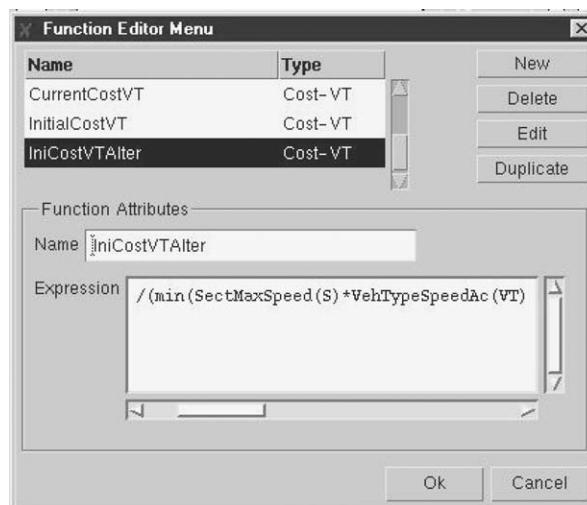 Function Editor Menu
Name Type
CurrentCostVT Cost-VT
InitialCostVT Cost-VT
IniCostVTAlter Cost-VT
New
Delete
Edit
Duplicate
Function Attributes
Name IniCostVTAlter
Expression /(min(SectMaxSpeed(S)*VehTypeSpeedAc(VT)
Ok Cancel